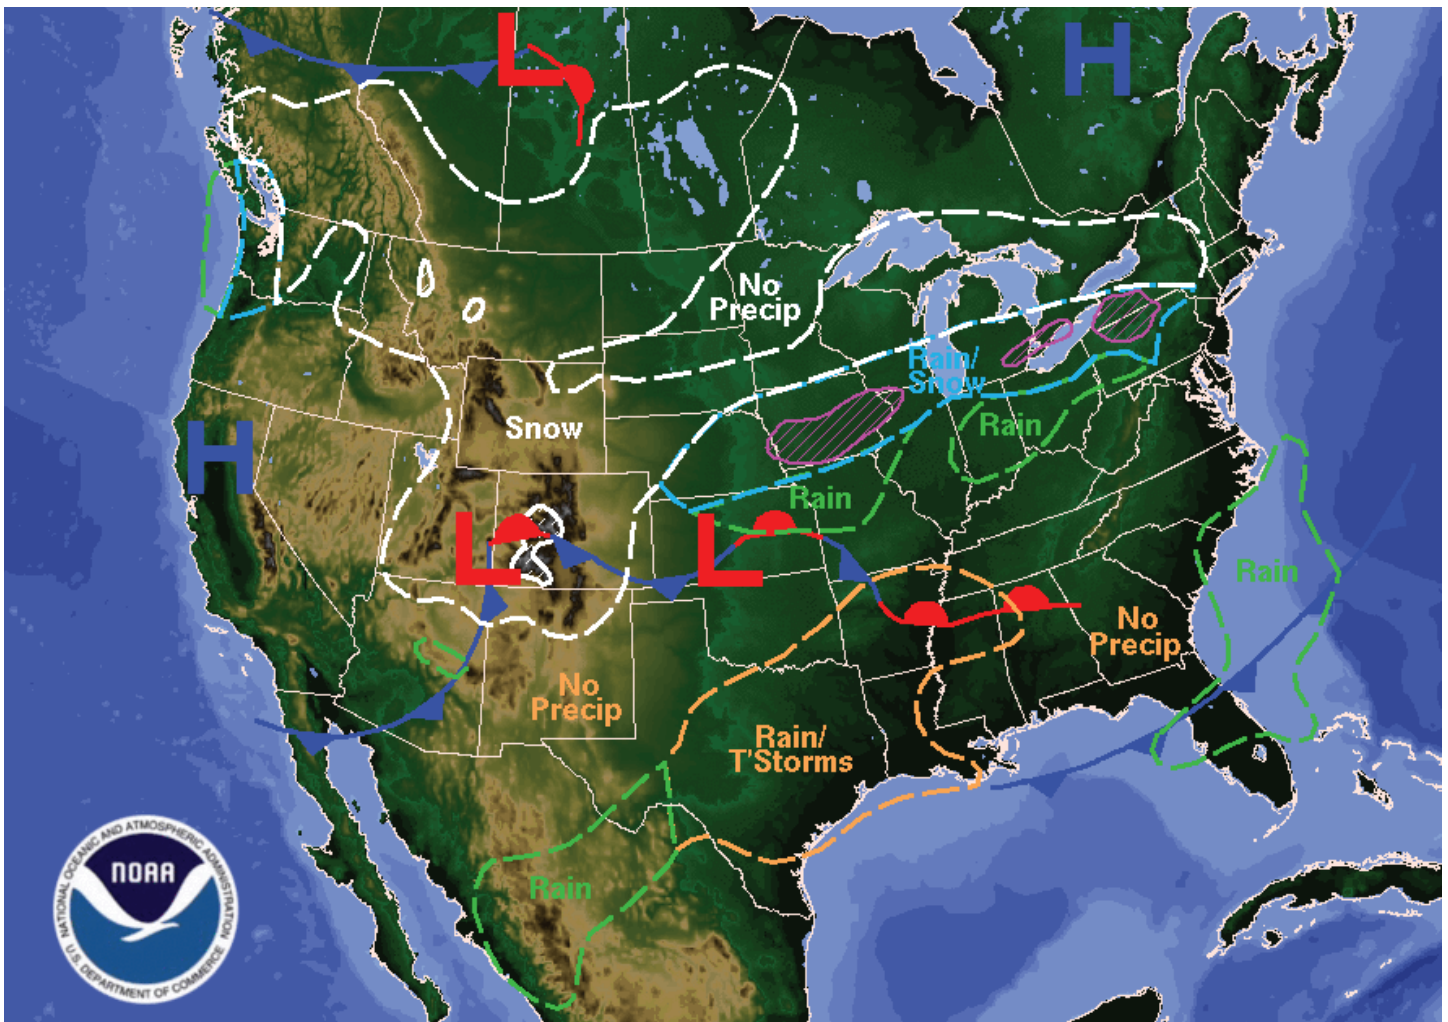 L
H
No
Precip
Rain/
Snow
Snow
Rain
H
Rain
L
L
Rain
No
Precip
No
Precip
Rain/
T'Storms
Rain
NOAA
NATIONAL OCEANIC AND ATMOSPHERIC ADMINISTRATION
U.S. DEPARTMENT OF COMMERCE